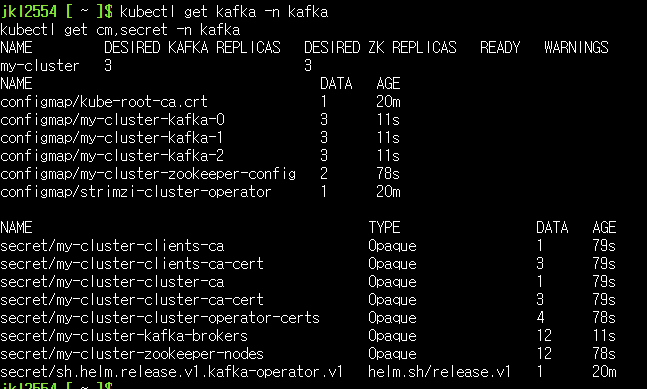 jkl2554 [ ~ ]$ kubectl get kafka -n kafka
kubectl get cm,secret -n kafka
NAME DESIRED KAFKA REPLICAS DESIRED ZK REPLICAS READY WARNINGS
my-cluster 3 3
NAME DATA AGE
configmap/kube-root-ca.crt 1 20m
configmap/my-cluster-kafka-0 3 11s
configmap/my-cluster-kafka-1 3 11s
configmap/my-cluster-kafka-2 3 11s
configmap/my-cluster-zookeeper-config 2 78s
configmap/strimzi-cluster-operator 1 20m
NAME TYPE DATA AGE
secret/my-cluster-clients-ca Opaque 1 79s
secret/my-cluster-clients-ca-cert Opaque 3 79s
secret/my-cluster-cluster-ca Opaque 1 79s
secret/my-cluster-cluster-ca-cert Opaque 3 79s
secret/my-cluster-cluster-operator-certs Opaque 4 78s
secret/my-cluster-kafka-brokers Opaque 12 11s
secret/my-cluster-zookeeper-nodes Opaque 12 78s
secret/sh.helm.release.v1.kafka-operator.v1 helm.sh/release.v1 1 20m
jkl2554 [ ~ ]$